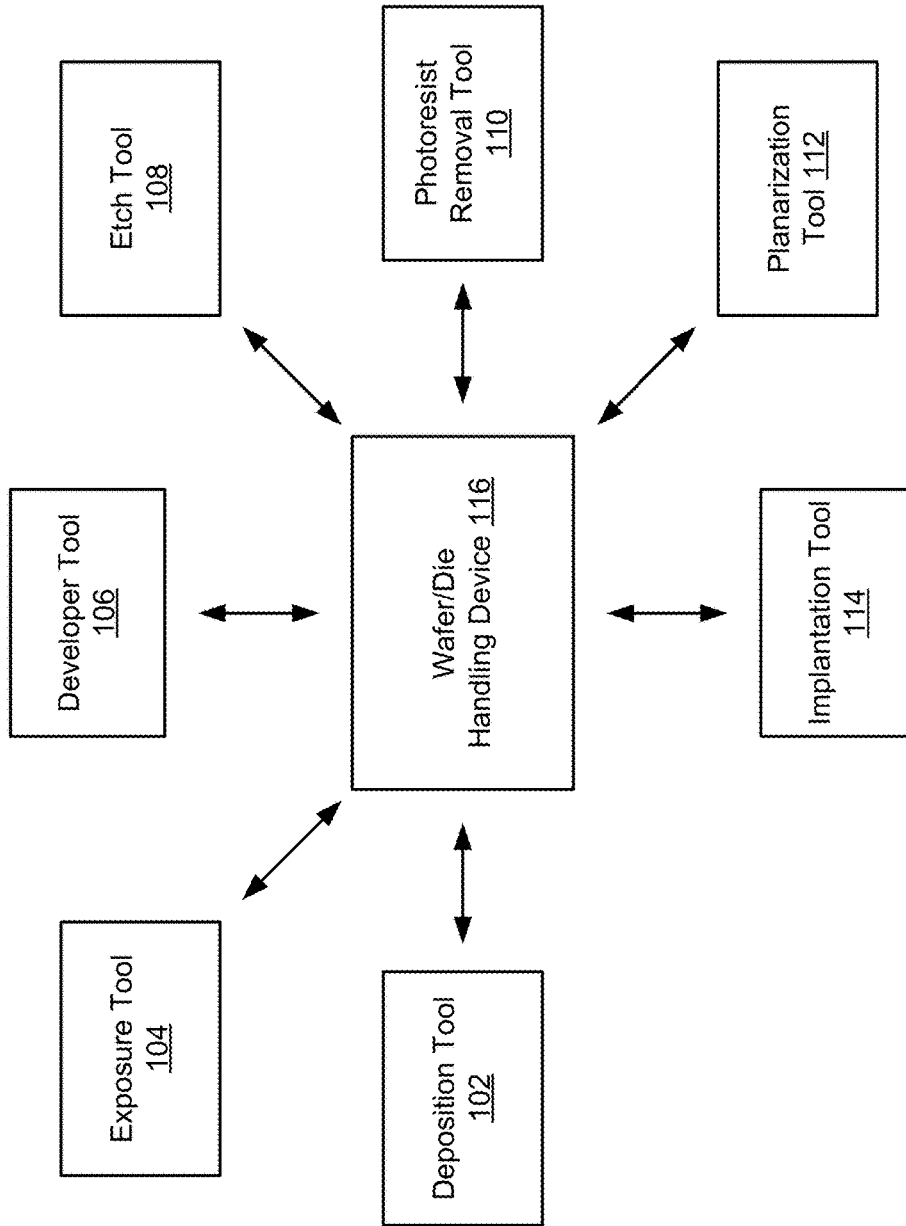 Deposition Tool
102
Exposure Tool
104
Developer Tool
106
Etch Tool
108
Photoresist
Removal Tool
110
Planarization
Tool 112
Implantation Tool
114
Wafer/Die
Handling Device 116